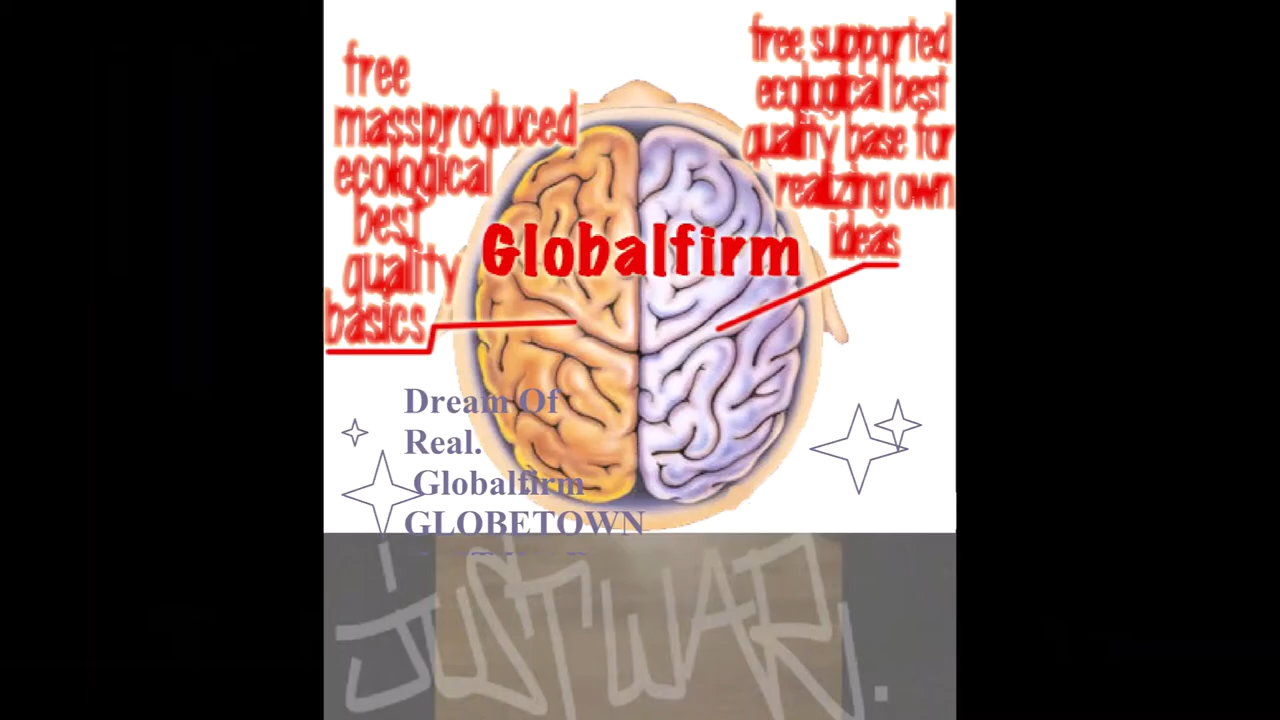 free
massproduced
ecological
best
quality
basics
free supported
ecological best
quality base for
realizing own
ideas
Globalfirm
Dream Of
Real.
Globalfirm
GLOBETOWN
JUST WAR.